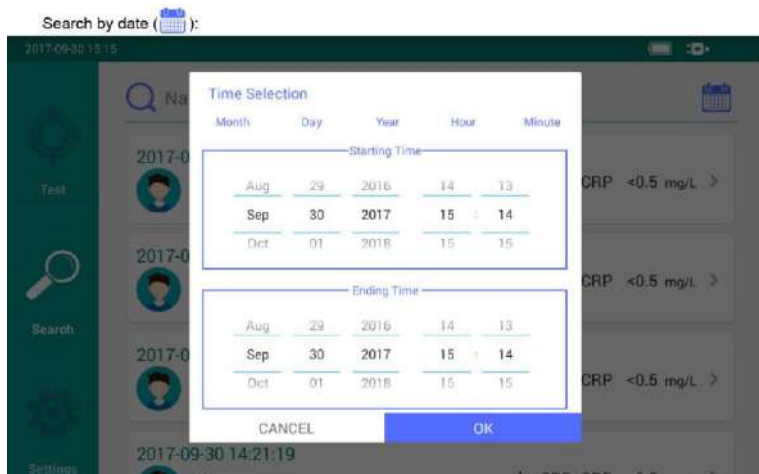 Search by date ( ):
2017-09-30 15:15
Na
Time Selection
Month Day Year Hour Minute
Starting Time
Aug 29 2016 14 13
Sep 30 2017 15 : 14
Oct 01 2018 16 15
Ending Time
Aug 29 2016 14 13
Sep 30 2017 15 : 14
Oct 01 2018 16 15
CANCEL OK
Test
Search
Settings
2017-0
CRP <0.5 mg/L >
2017-0
CRP <0.5 mg/L >
2017-0
CRP <0.5 mg/L >
2017-09-30 14:21:19